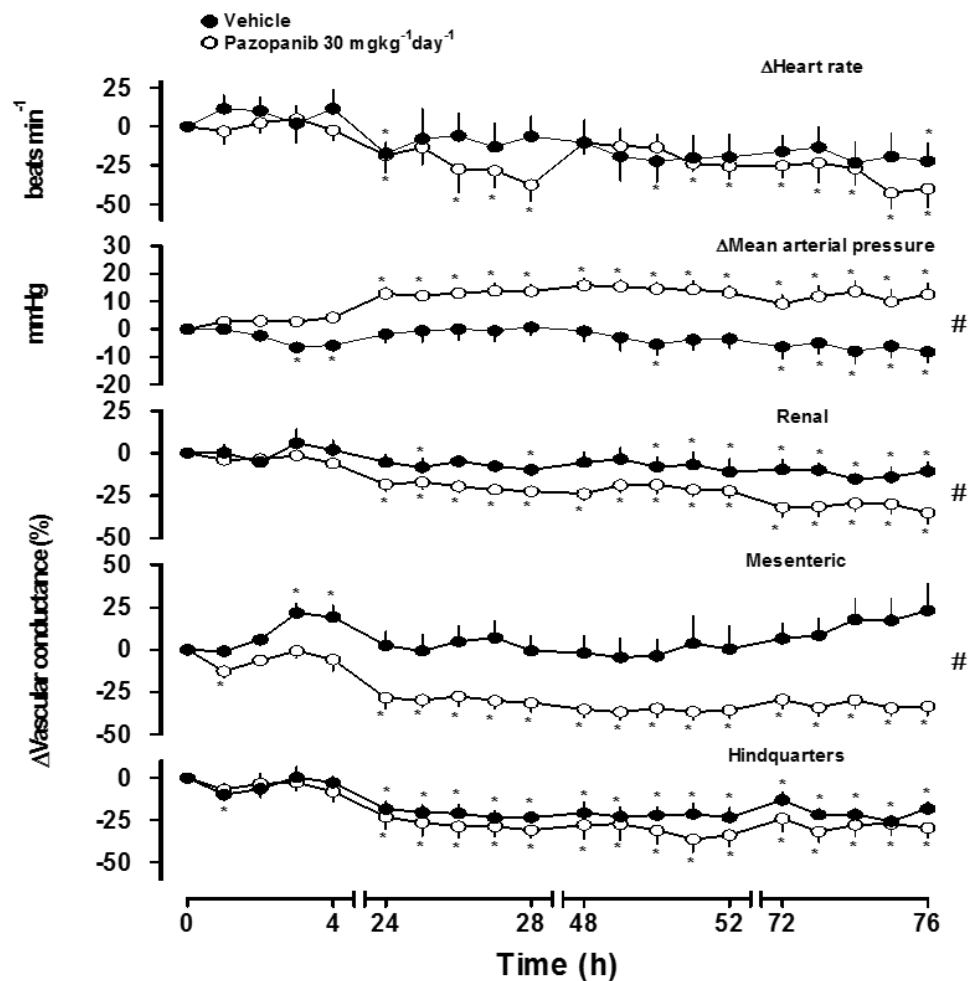 Vehicle
Pazopanib 30 mgkg⁻¹day⁻¹
ΔHeart rate
beats min⁻¹
25
0
-25
-50
ΔMean arterial pressure
mmHg
30
20
10
0
-10
-20
#
Renal
25
0
-25
-50
#
ΔVascular conductance (%)
Mesenteric
50
25
0
-25
-50
#
Hindquarters
0
-25
-50
0 4 24 28 48 52 72 76
Time (h)